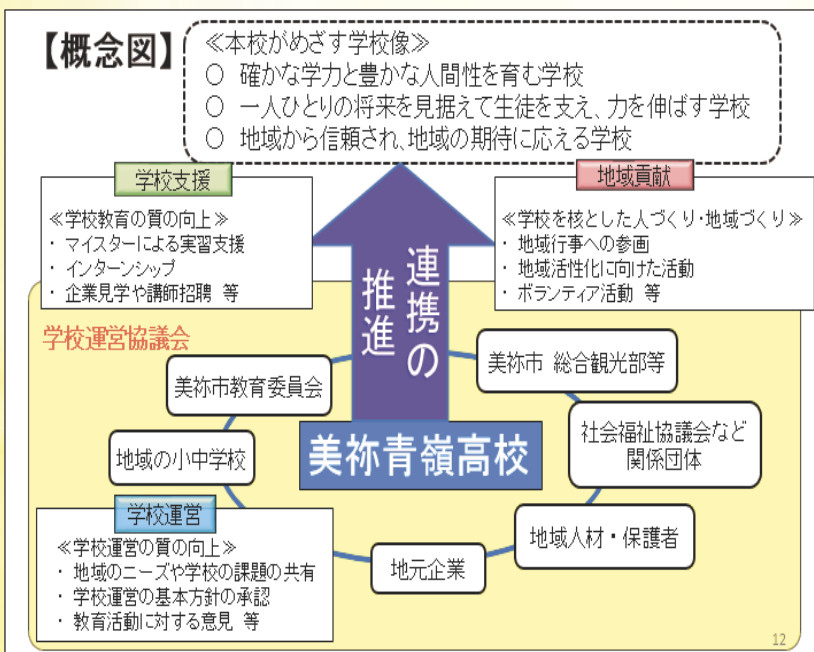 【概念図】
≪本校がめざす学校像≫
○ 確かな学力と豊かな人間性を育む学校
○ 一人ひとりの将来を見据えて生徒を支え、力を伸ばす学校
○ 地域から信頼され、地域の期待に応える学校
学校支援
≪学校教育の質の向上≫
・ マイスターによる実習支援
・ インターンシップ
・ 企業見学や講師招聘 等
地域貢献
≪学校を核とした人づくり・地域づくり≫
・ 地域行事への参画
・ 地域活性化に向けた活動
・ ボランティア活動 等
連携の
推進
学校運営協議会
美祢市教育委員会
美祢市 総合観光部等
地域の小中学校
美祢青嶺高校
社会福祉協議会など
関係団体
学校運営
≪学校運営の質の向上≫
・ 地域のニーズや学校の課題の共有
・ 学校運営の基本方針の承認
・ 教育活動に対する意見 等
地元企業
地域人材・保護者
12